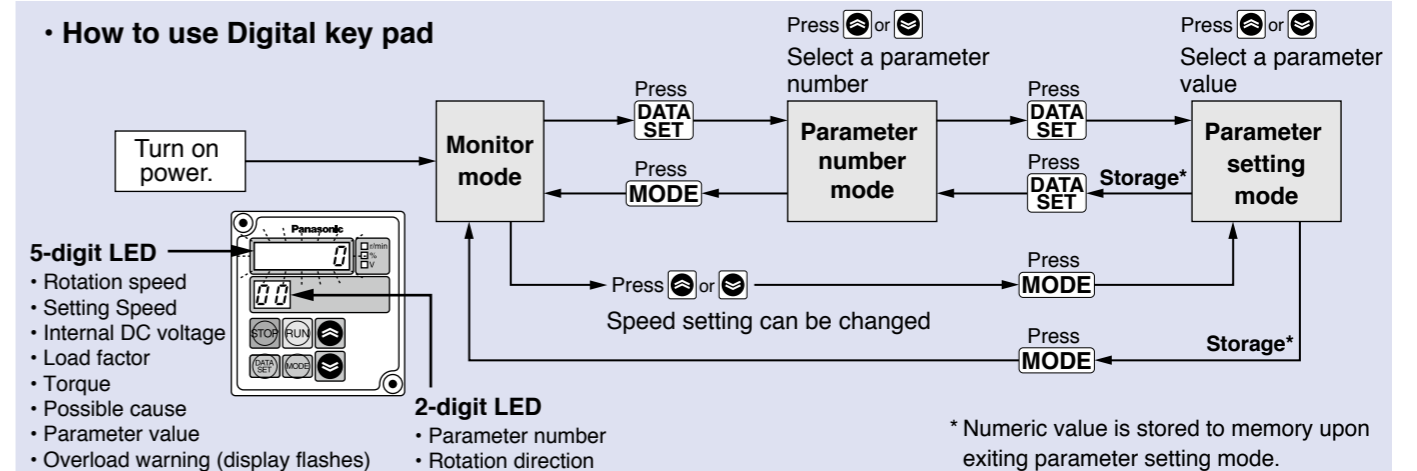 ・How to use Digital key pad
Press or
Select a parameter
number
Press or
Select a parameter
value
Turn on
power.
Monitor
mode
Press
DATA
SET
Press
MODE
Parameter
number
mode
Press
DATA
SET
Press
DATA
SET
Storage*
Parameter
setting
mode
Press or
Speed setting can be changed
Press
MODE
Press
MODE
Storage*
Panasonic
0
r/min
%
V
00
STOP
RUN
DATA
SET
MODE
5-digit LED
・Rotation speed
・Setting Speed
・Internal DC voltage
・Load factor
・Torque
・Possible cause
・Parameter value
・Overload warning (display flashes)
2-digit LED
・Parameter number
・Rotation direction
* Numeric value is stored to memory upon
exiting parameter setting mode.